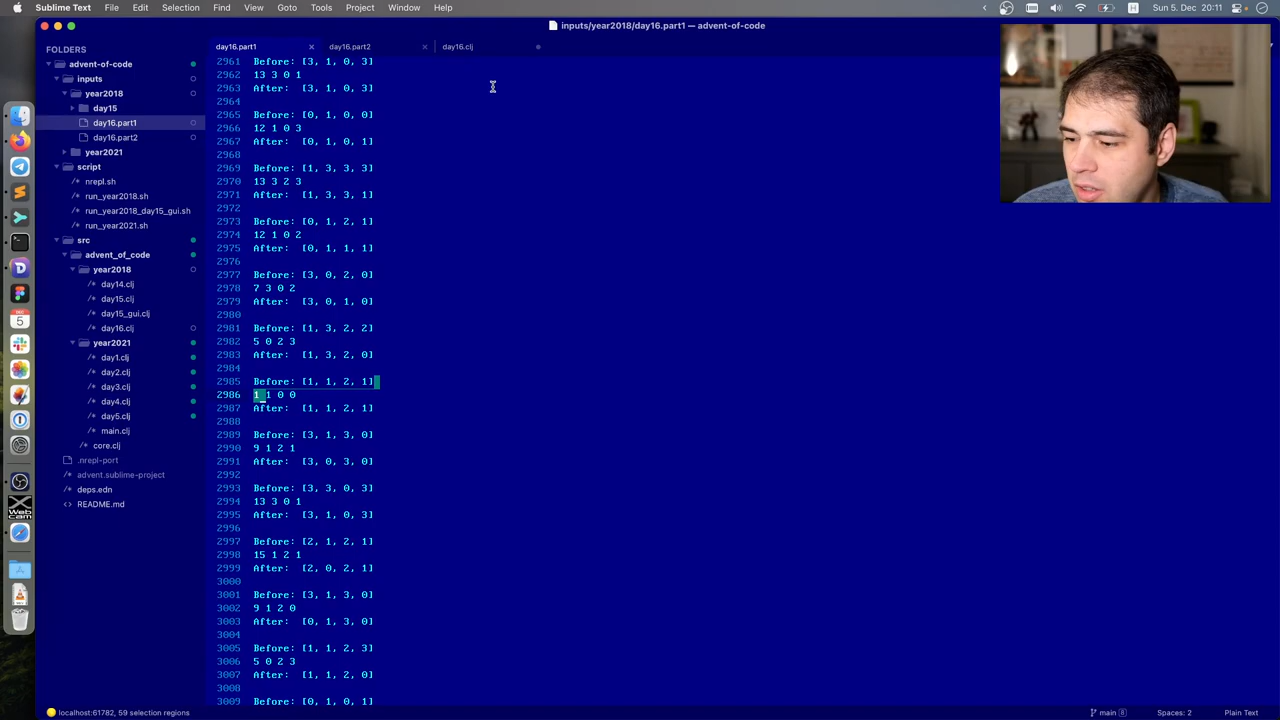 Sublime Text File Edit Selection Find View Goto Tools Project Window Help
Sun 5. Dec 20:11
inputs/year2018/day16.part1 — advent-of-code
FOLDERS
advent-of-code
inputs
year2018
day15
day16.part1
day16.part2
year2021
script
nrepl.sh
run_year2018.sh
run_year2018_day15_gui.sh
run_year2021.sh
src
advent_of_code
year2018
day14.clj
day15.clj
day15_gui.clj
day16.clj
year2021
day1.clj
day2.clj
day3.clj
day4.clj
day5.clj
main.clj
core.clj
.nrepl-port
advent.sublime-project
deps.edn
README.md
day16.part1 day16.part2 day16.clj
2961 Before: [3, 1, 0, 3]
2962 13 3 0 1
2963 After: [3, 1, 0, 3]
2964
2965 Before: [0, 1, 0, 0]
2966 12 1 0 3
2967 After: [0, 1, 0, 1]
2968
2969 Before: [1, 3, 3, 3]
2970 13 3 2 3
2971 After: [1, 3, 3, 1]
2972
2973 Before: [0, 1, 2, 1]
2974 12 1 0 2
2975 After: [0, 1, 1, 1]
2976
2977 Before: [3, 0, 2, 0]
2978 7 3 0 2
2979 After: [3, 0, 1, 0]
2980
2981 Before: [1, 3, 2, 2]
2982 5 0 2 3
2983 After: [1, 3, 2, 0]
2984
2985 Before: [1, 1, 2, 1]
2986 1 1 0 0
2987 After: [1, 1, 2, 1]
2988
2989 Before: [3, 1, 3, 0]
2990 9 1 2 1
2991 After: [3, 0, 3, 0]
2992
2993 Before: [3, 3, 0, 3]
2994 13 3 0 1
2995 After: [3, 1, 0, 3]
2996
2997 Before: [2, 1, 2, 1]
2998 15 1 2 1
2999 After: [2, 0, 2, 1]
3000
3001 Before: [3, 1, 3, 0]
3002 9 1 2 0
3003 After: [0, 1, 3, 0]
3004
3005 Before: [1, 1, 2, 3]
3006 5 0 2 3
3007 After: [1, 1, 2, 0]
3008
3009 Before: [0, 1, 0, 1]
DEC
5
Web
cam
localhost:61782, 59 selection regions
main 8 Spaces: 2 Plain Text